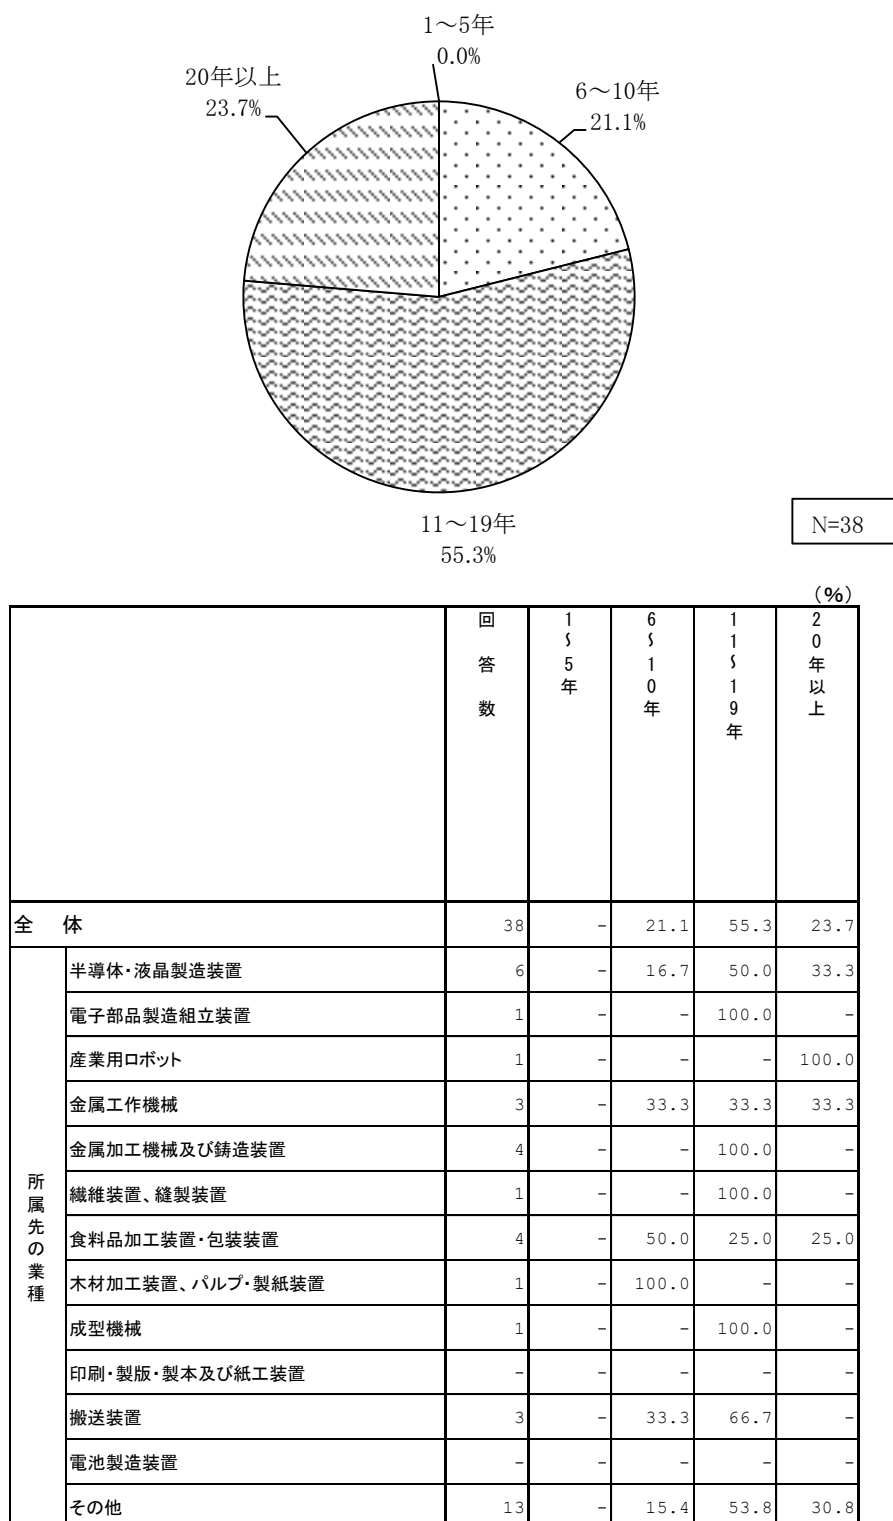 1～5年
0.0%
20年以上
23.7%
6～10年
21.1%
11～19年
55.3%
N=38
(%)
回答数 1～5年 6～10年 11～19年 20年以上
全 体 38 - 21.1 55.3 23.7
所属先の業種
半導体・液晶製造装置 6 - 16.7 50.0 33.3
電子部品製造組立装置 1 - - 100.0 -
産業用ロボット 1 - - - 100.0
金属工作機械 3 - 33.3 33.3 33.3
金属加工機械及び鋳造装置 4 - - 100.0 -
繊維装置、縫製装置 1 - - 100.0 -
食料品加工装置・包装装置 4 - 50.0 25.0 25.0
木材加工装置、パルプ・製紙装置 1 - 100.0 - -
成型機械 1 - - 100.0 -
印刷・製版・製本及び紙工装置 - - - - -
搬送装置 3 - 33.3 66.7 -
電池製造装置 - - - - -
その他 13 - 15.4 53.8 30.8